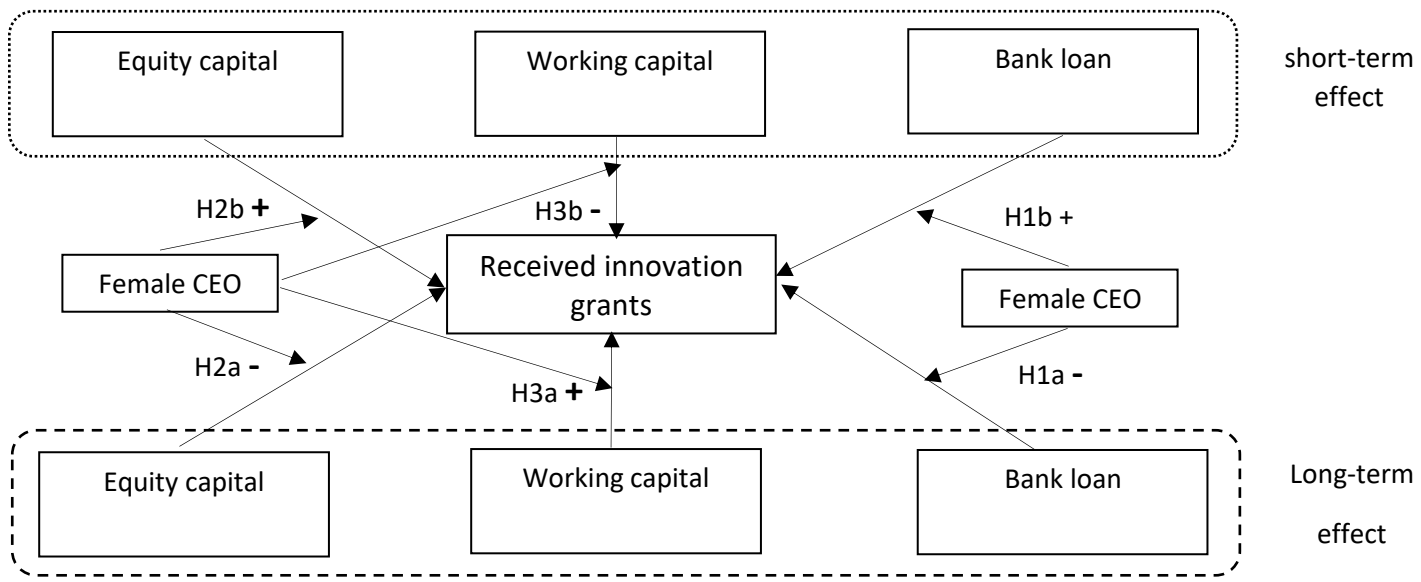 Equity capital
Working capital
Bank loan
short-term
effect
H2b +
H3b -
H1b +
Female CEO
Received innovation
grants
Female CEO
H2a -
H3a +
H1a -
Equity capital
Working capital
Bank loan
Long-term
effect